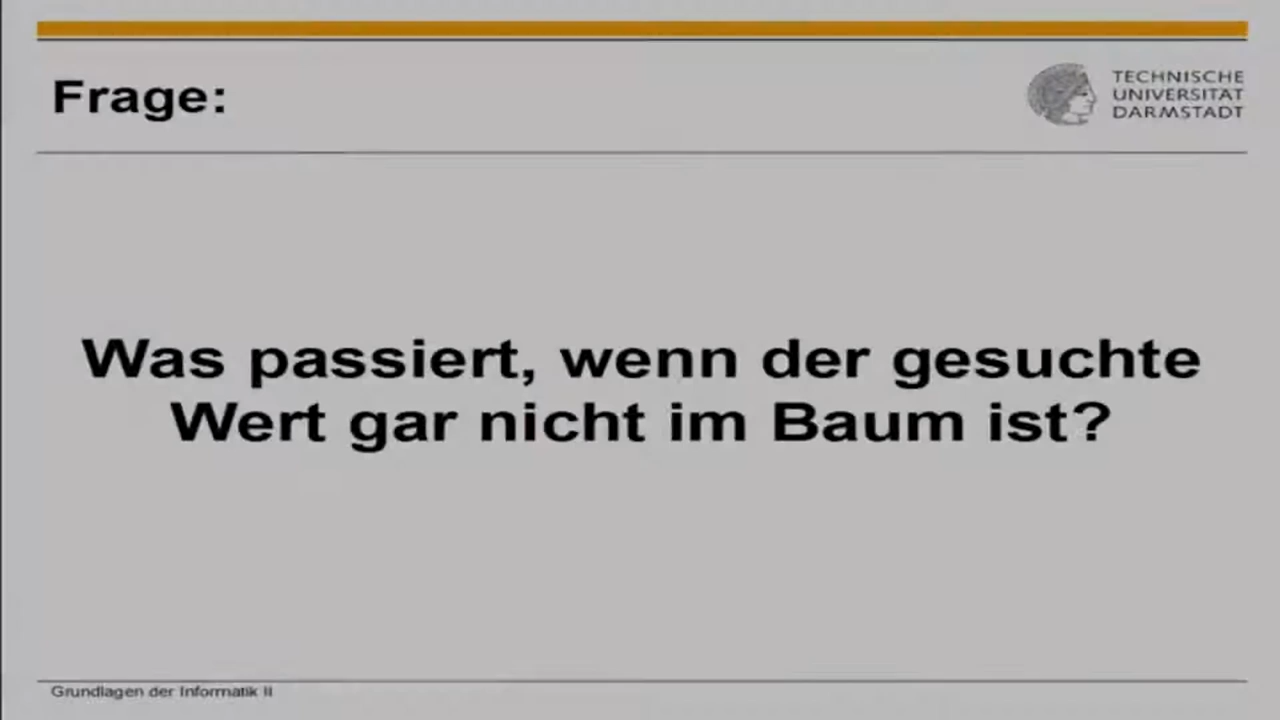 Frage:
TECHNISCHE
UNIVERSITÄT
DARMSTADT
Was passiert, wenn der gesuchte
Wert gar nicht im Baum ist?
Grundlagen der Informatik II